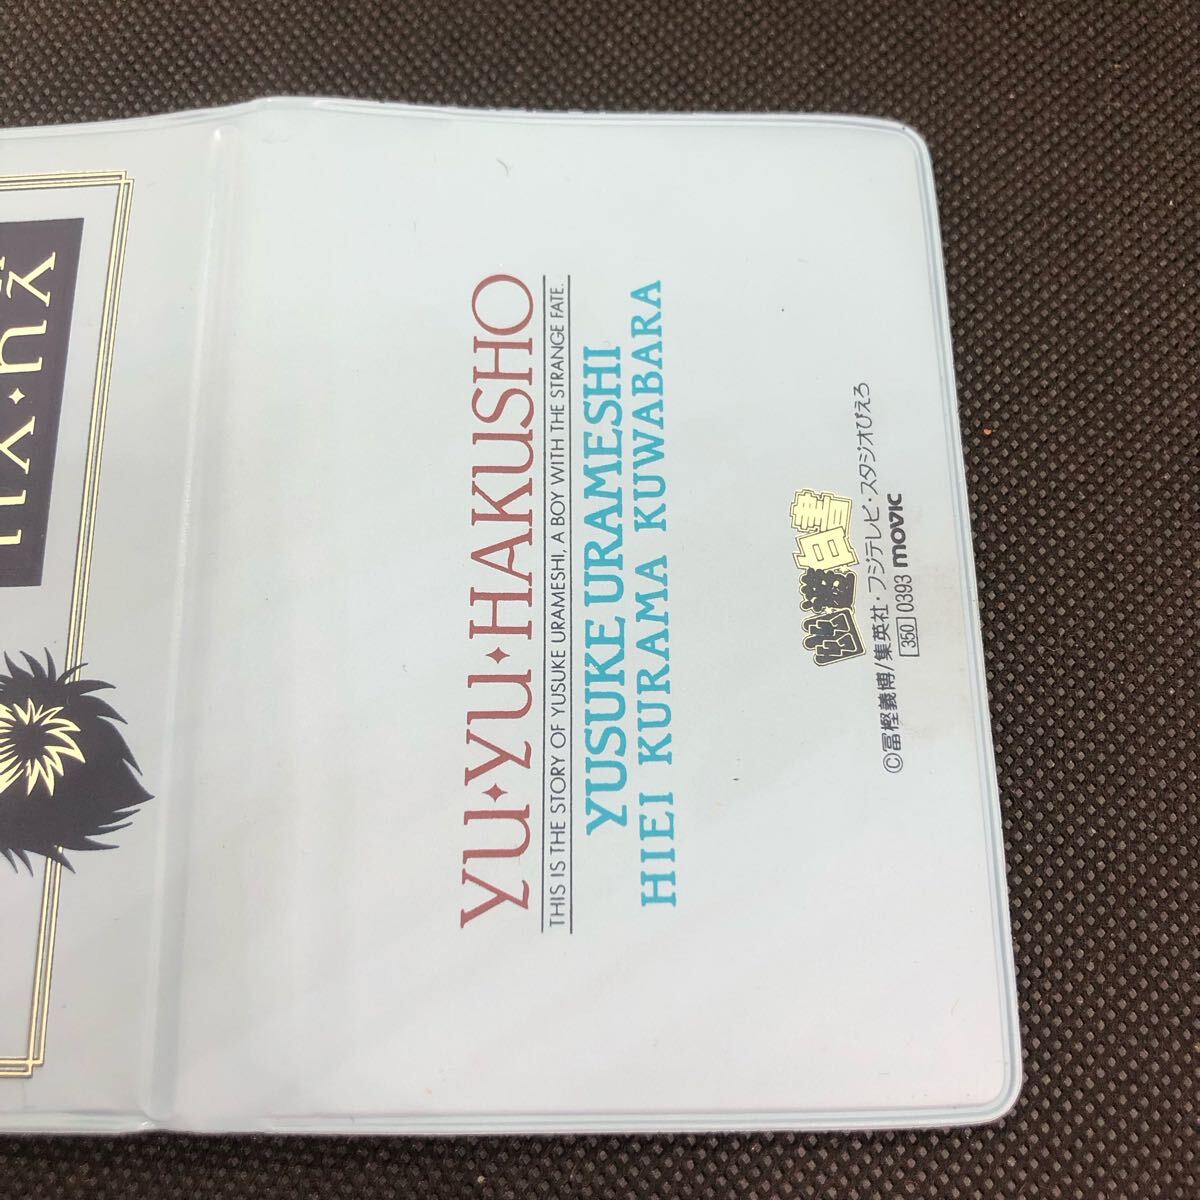 YU・YU
YU・YU・HAKUSHO
THIS IS THE STORY OF YUSUKE URAMESHI, A BOY WITH THE STRANGE FATE.
YUSUKE URAMESHI
HIEI KURAMA KUWABARA
幽遊白書
©冨樫義博/集英社・フジテレビ・スタジオぴえろ
350 0393 movic